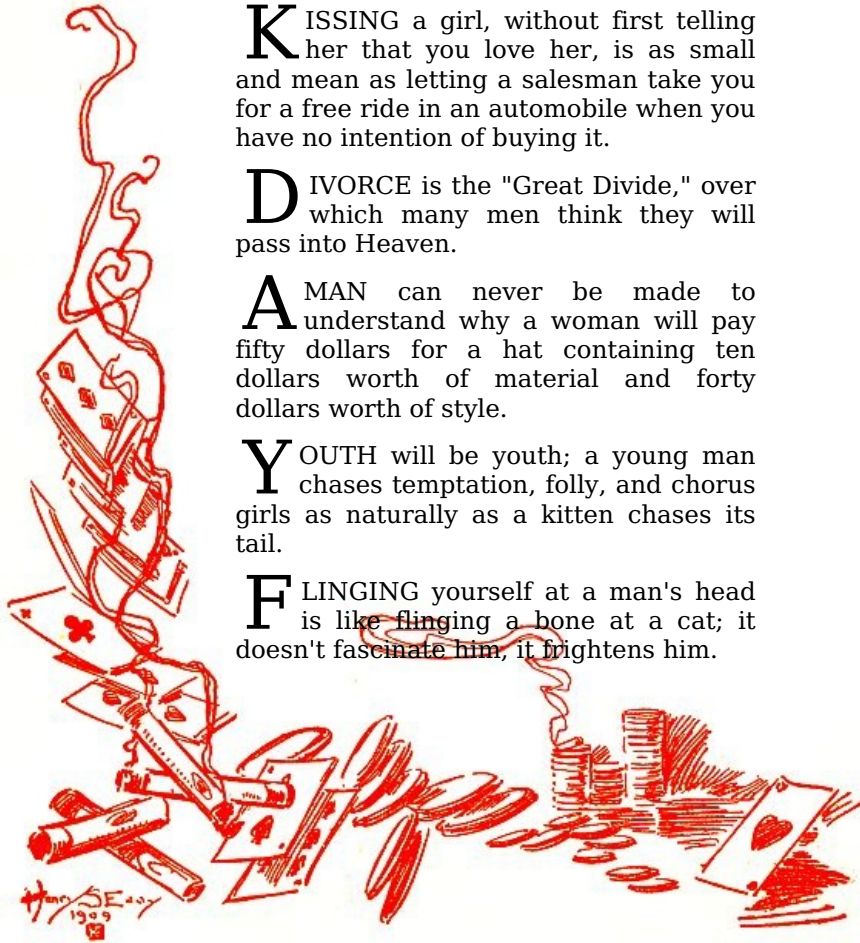 KISSING a girl, without first telling
her that you love her, is as small
and mean as letting a salesman take you
for a free ride in an automobile when you
have no intention of buying it.
DIVORCE is the "Great Divide," over
which many men think they will
pass into Heaven.
A MAN can never be made to
understand why a woman will pay
fifty dollars for a hat containing ten
dollars worth of material and forty
dollars worth of style.
YOUTH will be youth; a young man
chases temptation, folly, and chorus
girls as naturally as a kitten chases its
tail.
FLINGING yourself at a man's head
is like flinging a bone at a cat; it
doesn't fascinate him, it frightens him.
Henry S Eddy
1909